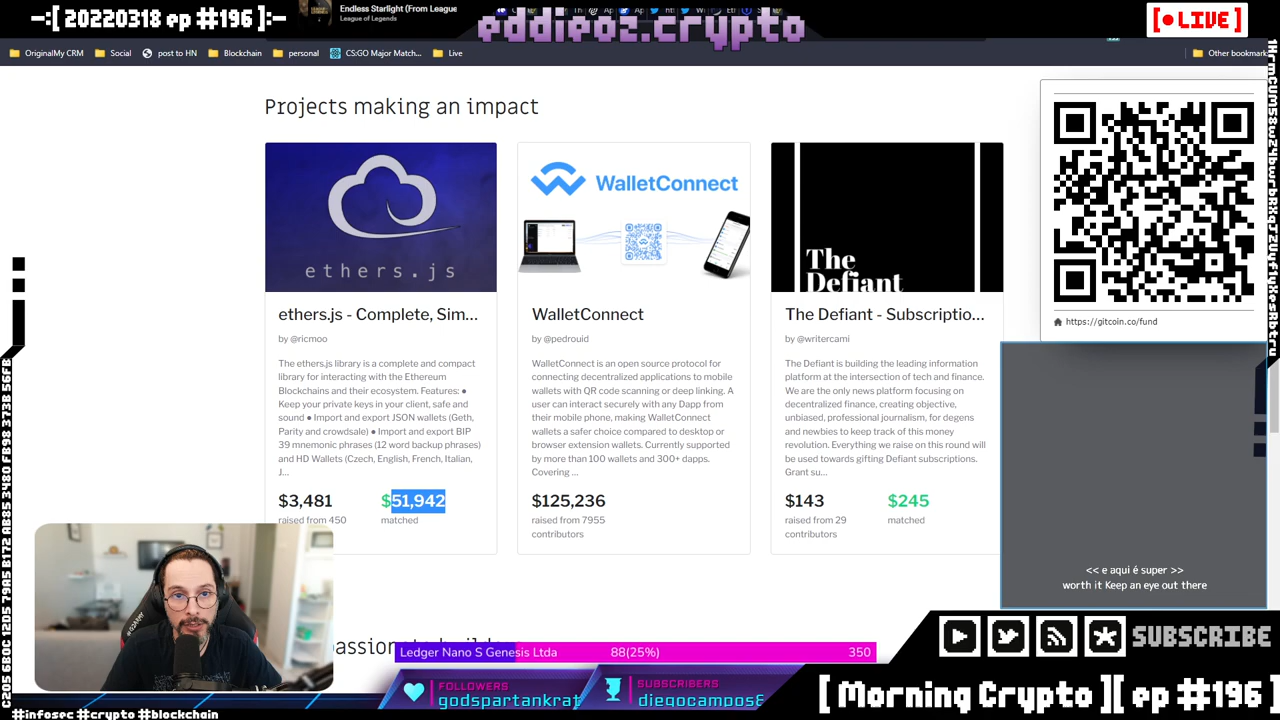 -:[ 20220318 ep #196 ]:-
Endless Starlight (From League
League of Legends
eddieoz.crypto
[● LIVE ]
OriginalMy CRM
Social
post to HN
Blockchain
personal
CS:GO Major Match...
Live
Other bookmark
Projects making an impact
ethers.js
WalletConnect
The
Defiant
ethers.js - Complete, Sim...
by @ricmoo
The ethers.js library is a complete and compact
library for interacting with the Ethereum
Blockchains and their ecosystem. Features: ●
Keep your private keys in your client, safe and
sound ● Import and export JSON wallets (Geth,
Parity and crowdsale) ● Import and export BIP
39 mnemonic phrases (12 word backup phrases)
and HD Wallets (Czech, English, French, Italian,
J...
$3,481
raised from 450
$51,942
matched
WalletConnect
by @pedrouid
WalletConnect is an open source protocol for
connecting decentralized applications to mobile
wallets with QR code scanning or deep linking. A
user can interact securely with any Dapp from
their mobile phone, making WalletConnect
wallets a safer choice compared to desktop or
browser extension wallets. Currently supported
by more than 100 wallets and 300+ dapps.
Covering ...
$125,236
raised from 7955
contributors
The Defiant - Subscriptio...
by @writercami
The Defiant is building the leading information
platform at the intersection of tech and finance.
We are the only news platform focusing on
decentralized finance, creating objective,
unbiased, professional journalism, for degens
and newbies to keep track of this money
revolution. Everything we raise on this round will
be used towards gifting Defiant subscriptions.
Grant su...
$143
raised from 29
contributors
$245
matched
https://gitcoin.co/fund
<< e aqui é super >>
worth it Keep an eye out there
Ledger Nano S Genesis Ltda
88(25%)
350
FOLLOWERS
godspartankrat
SUBSCRIBERS
diegocampos
SUBSCRIBE
[ Morning Crypto ][ ep #196 ]
#infosec #crypto #blockchain